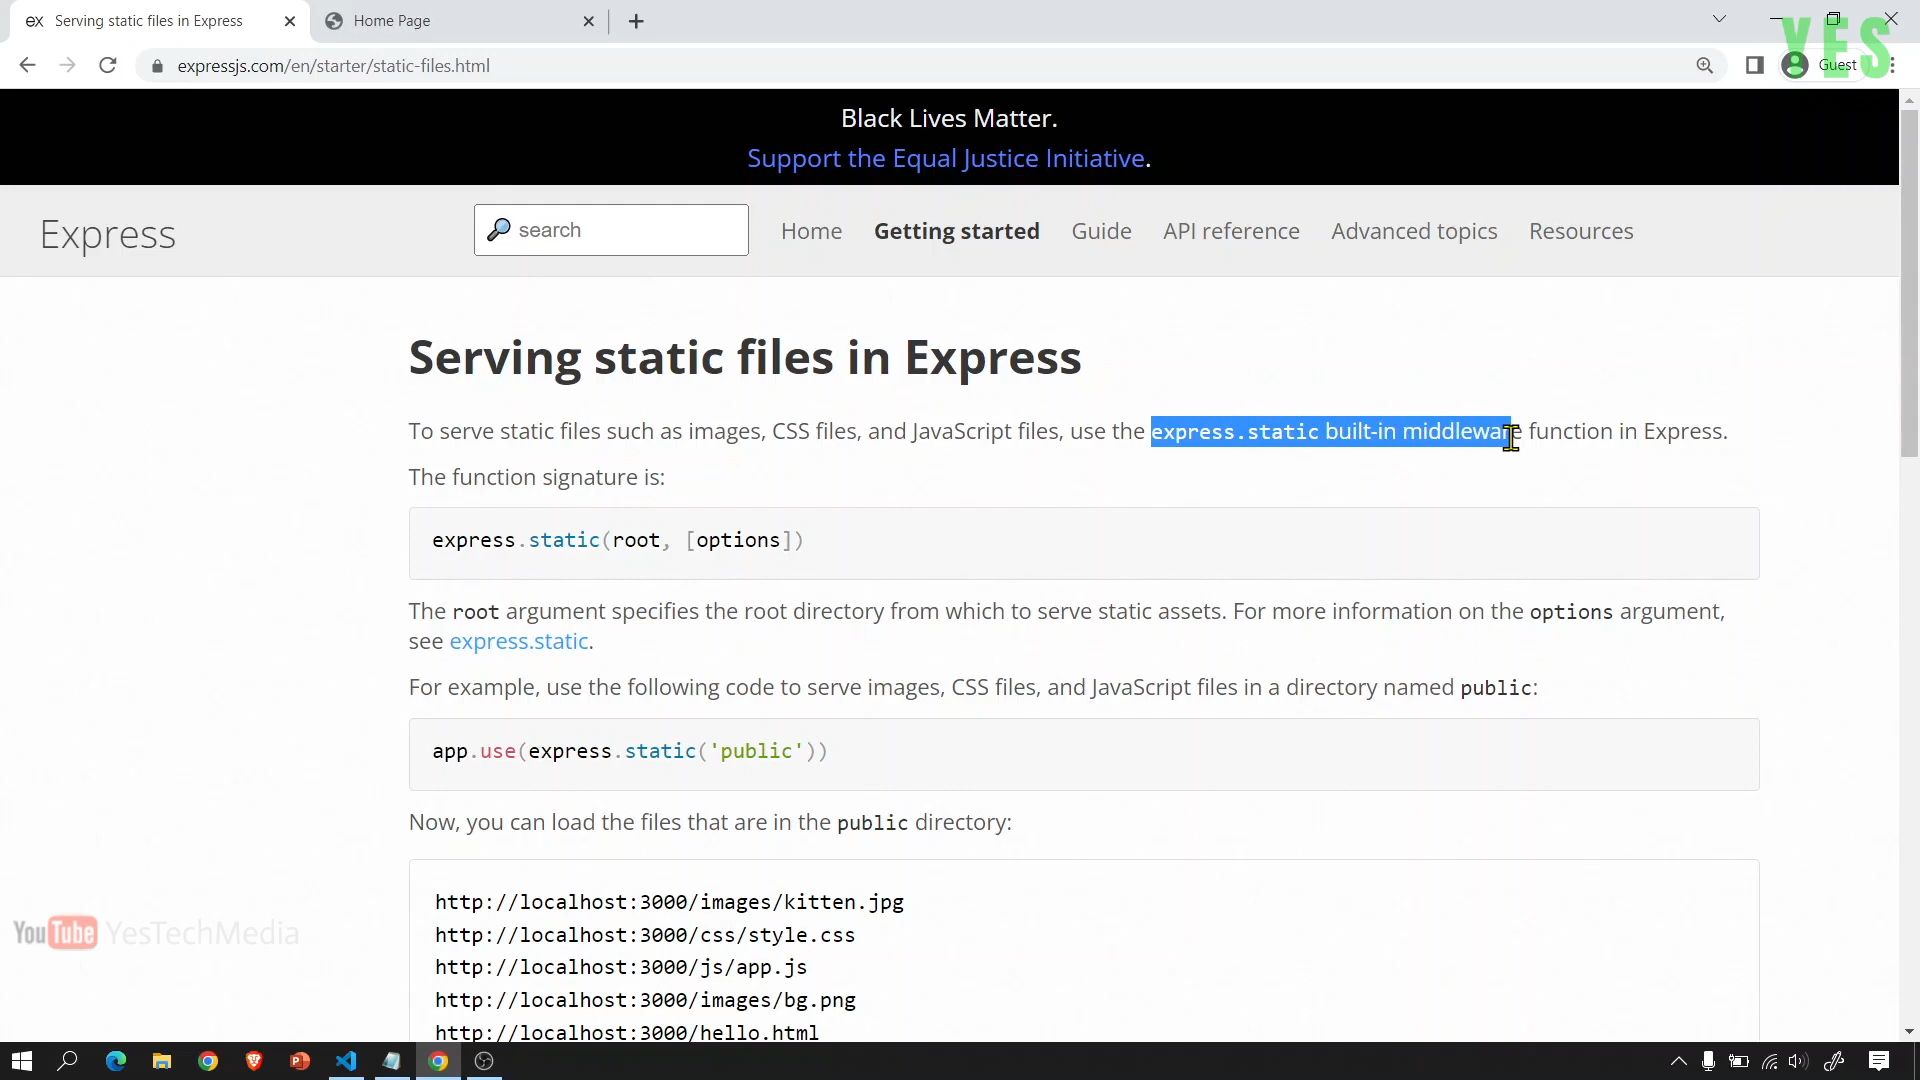 Serving static files in Express
Home Page
YES
expressjs.com/en/starter/static-files.html
Guest
Black Lives Matter.
Support the Equal Justice Initiative.
Express
search
Home
Getting started
Guide
API reference
Advanced topics
Resources
Serving static files in Express
To serve static files such as images, CSS files, and JavaScript files, use the express.static built-in middleware function in Express.
The function signature is:
express.static(root, [options])
The root argument specifies the root directory from which to serve static assets. For more information on the options argument,
see express.static.
For example, use the following code to serve images, CSS files, and JavaScript files in a directory named public:
app.use(express.static('public'))
Now, you can load the files that are in the public directory:
http://localhost:3000/images/kitten.jpg
http://localhost:3000/css/style.css
YouTube YesTechMedia
http://localhost:3000/js/app.js
http://localhost:3000/images/bg.png
http://localhost:3000/hello.html